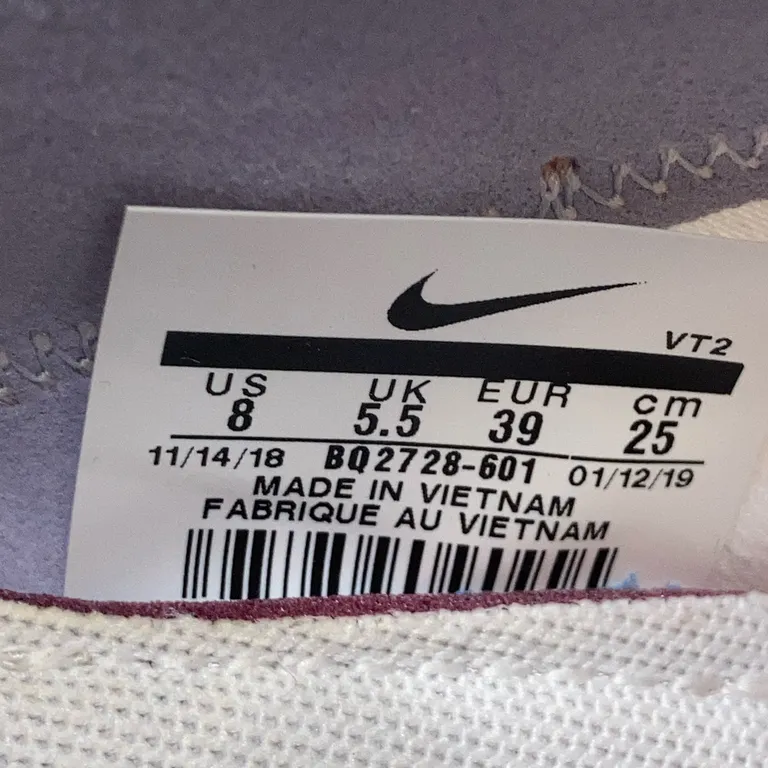 VT2
US UK EUR cm
8 5.5 39 25
11/14/18 BQ2728-601 01/12/19
MADE IN VIETNAM
FABRIQUE AU VIETNAM